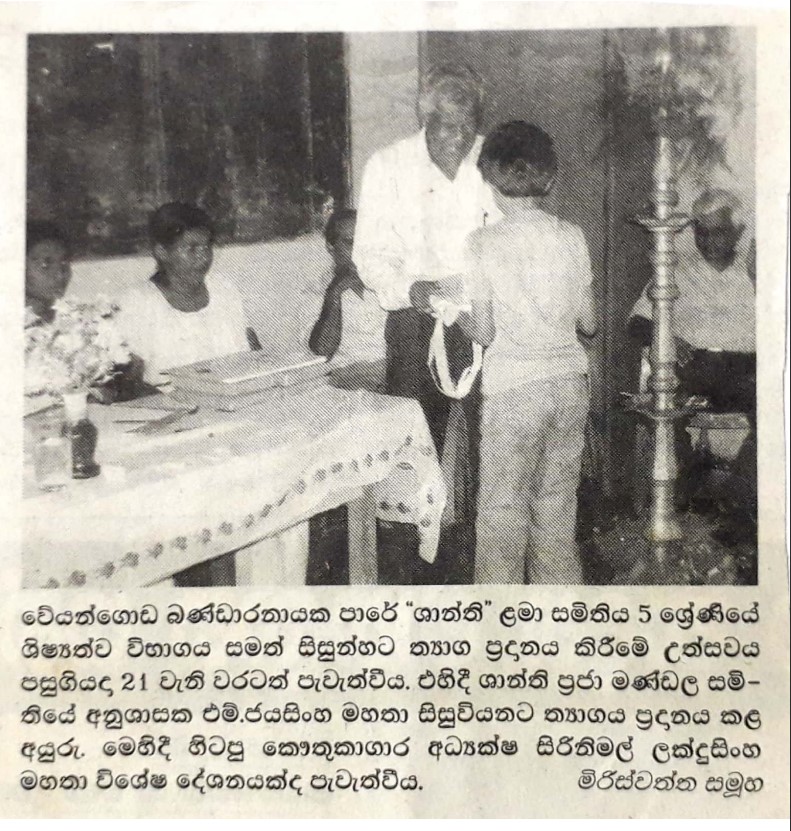 වේයන්ගොඩ බණ්ඩාරනායක පාරේ “ශාන්ති” ළමා සමිතිය 5 ශ්‍රේණියේ
ශිෂ්‍යත්ව විභාගය සමත් සිසුන්හට ත්‍යාග ප්‍රදානය කිරීමේ උත්සවය
පසුගියදා 21 වැනි වරටත් පැවැත්විය. එහිදී ශාන්ති ප්‍රජා මණ්ඩල සමි-
තියේ අනුශාසක එම්.ජයසිංහ මහතා සිසුවියනට ත්‍යාගය ප්‍රදානය කළ
අයුරු. මෙහිදී හිටපු කෞතුකාගාර අධ්‍යක්ෂ සිරිනිමල් ලක්දුසිංහ
මහතා විශේෂ දේශනයක්ද පැවැත්වීය. මිරිස්වත්ත සමූහ